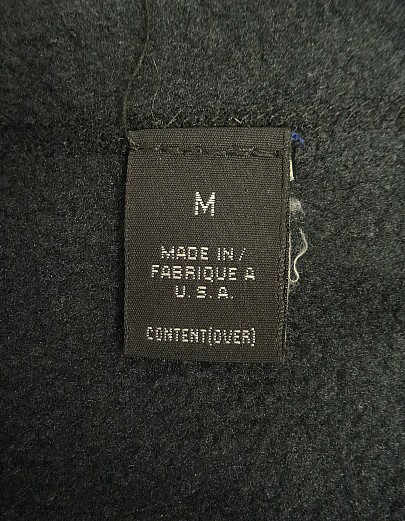 M
MADE IN/
FABRIQUE A
U.S.A.
CONTENT(OVER)